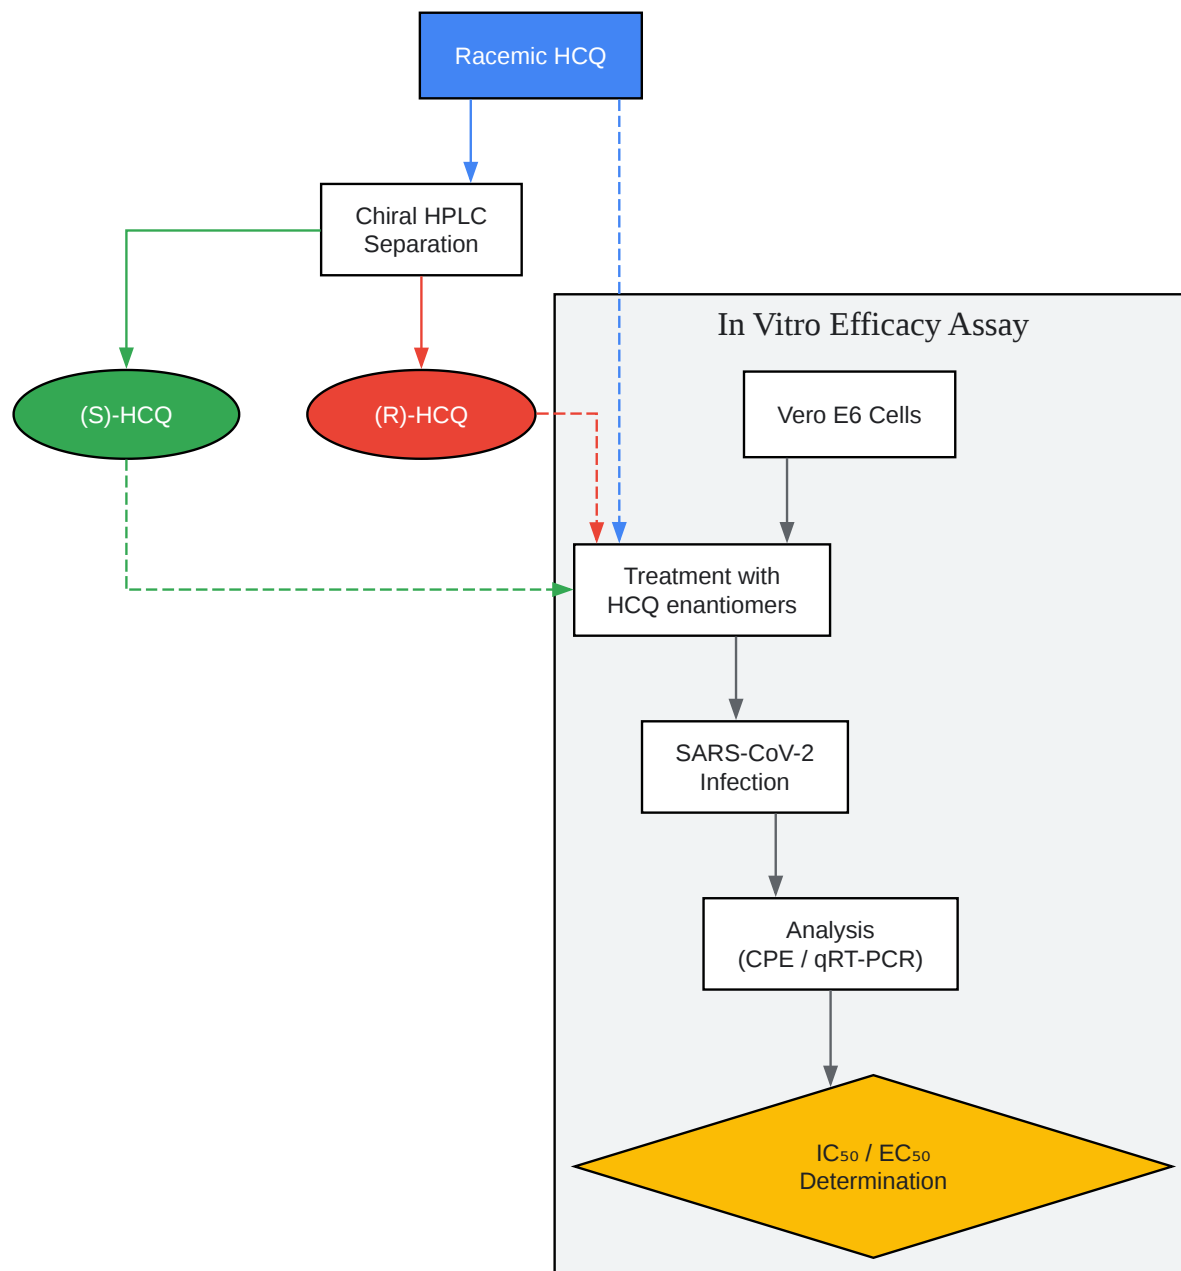 Racemic HCQ
Chiral HPLC
Separation
In Vitro Efficacy Assay
(S)-HCQ
(R)-HCQ
Vero E6 Cells
Treatment with
HCQ enantiomers
SARS-CoV-2
Infection
Analysis
(CPE / qRT-PCR)
IC₅₀ / EC₅₀
Determination